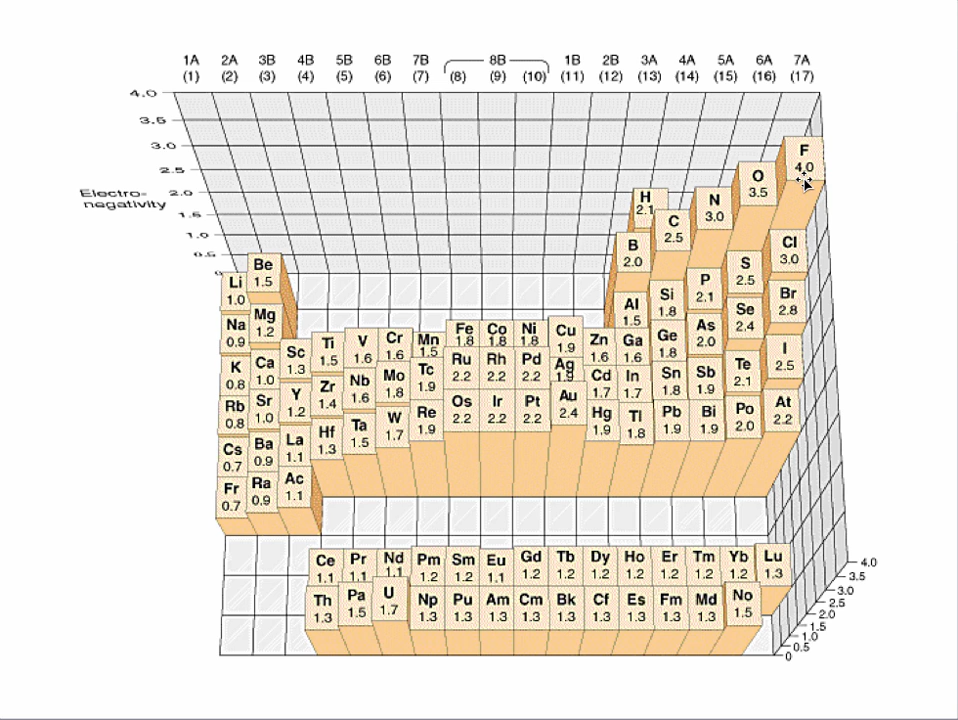 1A 2A 3B 4B 5B 6B 7B 8B 1B 2B 3A 4A 5A 6A 7A
(1) (2) (3) (4) (5) (6) (7) (8) (9) (10) (11) (12) (13) (14) (15) (16) (17)
4.0
3.5
3.0
2.5
2.0
1.5
1.0
0.5
0
Electro-
negativity
H
2.1
Li Be B C N O F
1.0 1.5 2.0 2.5 3.0 3.5 4.0
Na Mg Al Si P S Cl
0.9 1.2 1.5 1.8 2.1 2.5 3.0
K Ca Sc Ti V Cr Mn Fe Co Ni Cu Zn Ga Ge As Se Br
0.8 1.0 1.3 1.5 1.6 1.6 1.5 1.8 1.8 1.8 1.9 1.6 1.6 1.8 2.0 2.4 2.8
Rb Sr Y Zr Nb Mo Tc Ru Rh Pd Ag Cd In Sn Sb Te I
0.8 1.0 1.2 1.4 1.6 1.8 1.9 2.2 2.2 2.2 1.9 1.7 1.7 1.8 1.9 2.1 2.5
Cs Ba La Hf Ta W Re Os Ir Pt Au Hg Tl Pb Bi Po At
0.7 0.9 1.1 1.3 1.5 1.7 1.9 2.2 2.2 2.2 2.4 1.9 1.8 1.9 1.9 2.0 2.2
Fr Ra Ac
0.7 0.9 1.1
Ce Pr Nd Pm Sm Eu Gd Tb Dy Ho Er Tm Yb Lu
1.1 1.1 1.1 1.2 1.2 1.1 1.2 1.2 1.2 1.2 1.2 1.2 1.2 1.3
Th Pa U Np Pu Am Cm Bk Cf Es Fm Md No
1.3 1.5 1.7 1.3 1.3 1.3 1.3 1.3 1.3 1.3 1.3 1.3 1.5
4.0
3.5
3.0
2.5
2.0
1.5
1.0
0.5
0